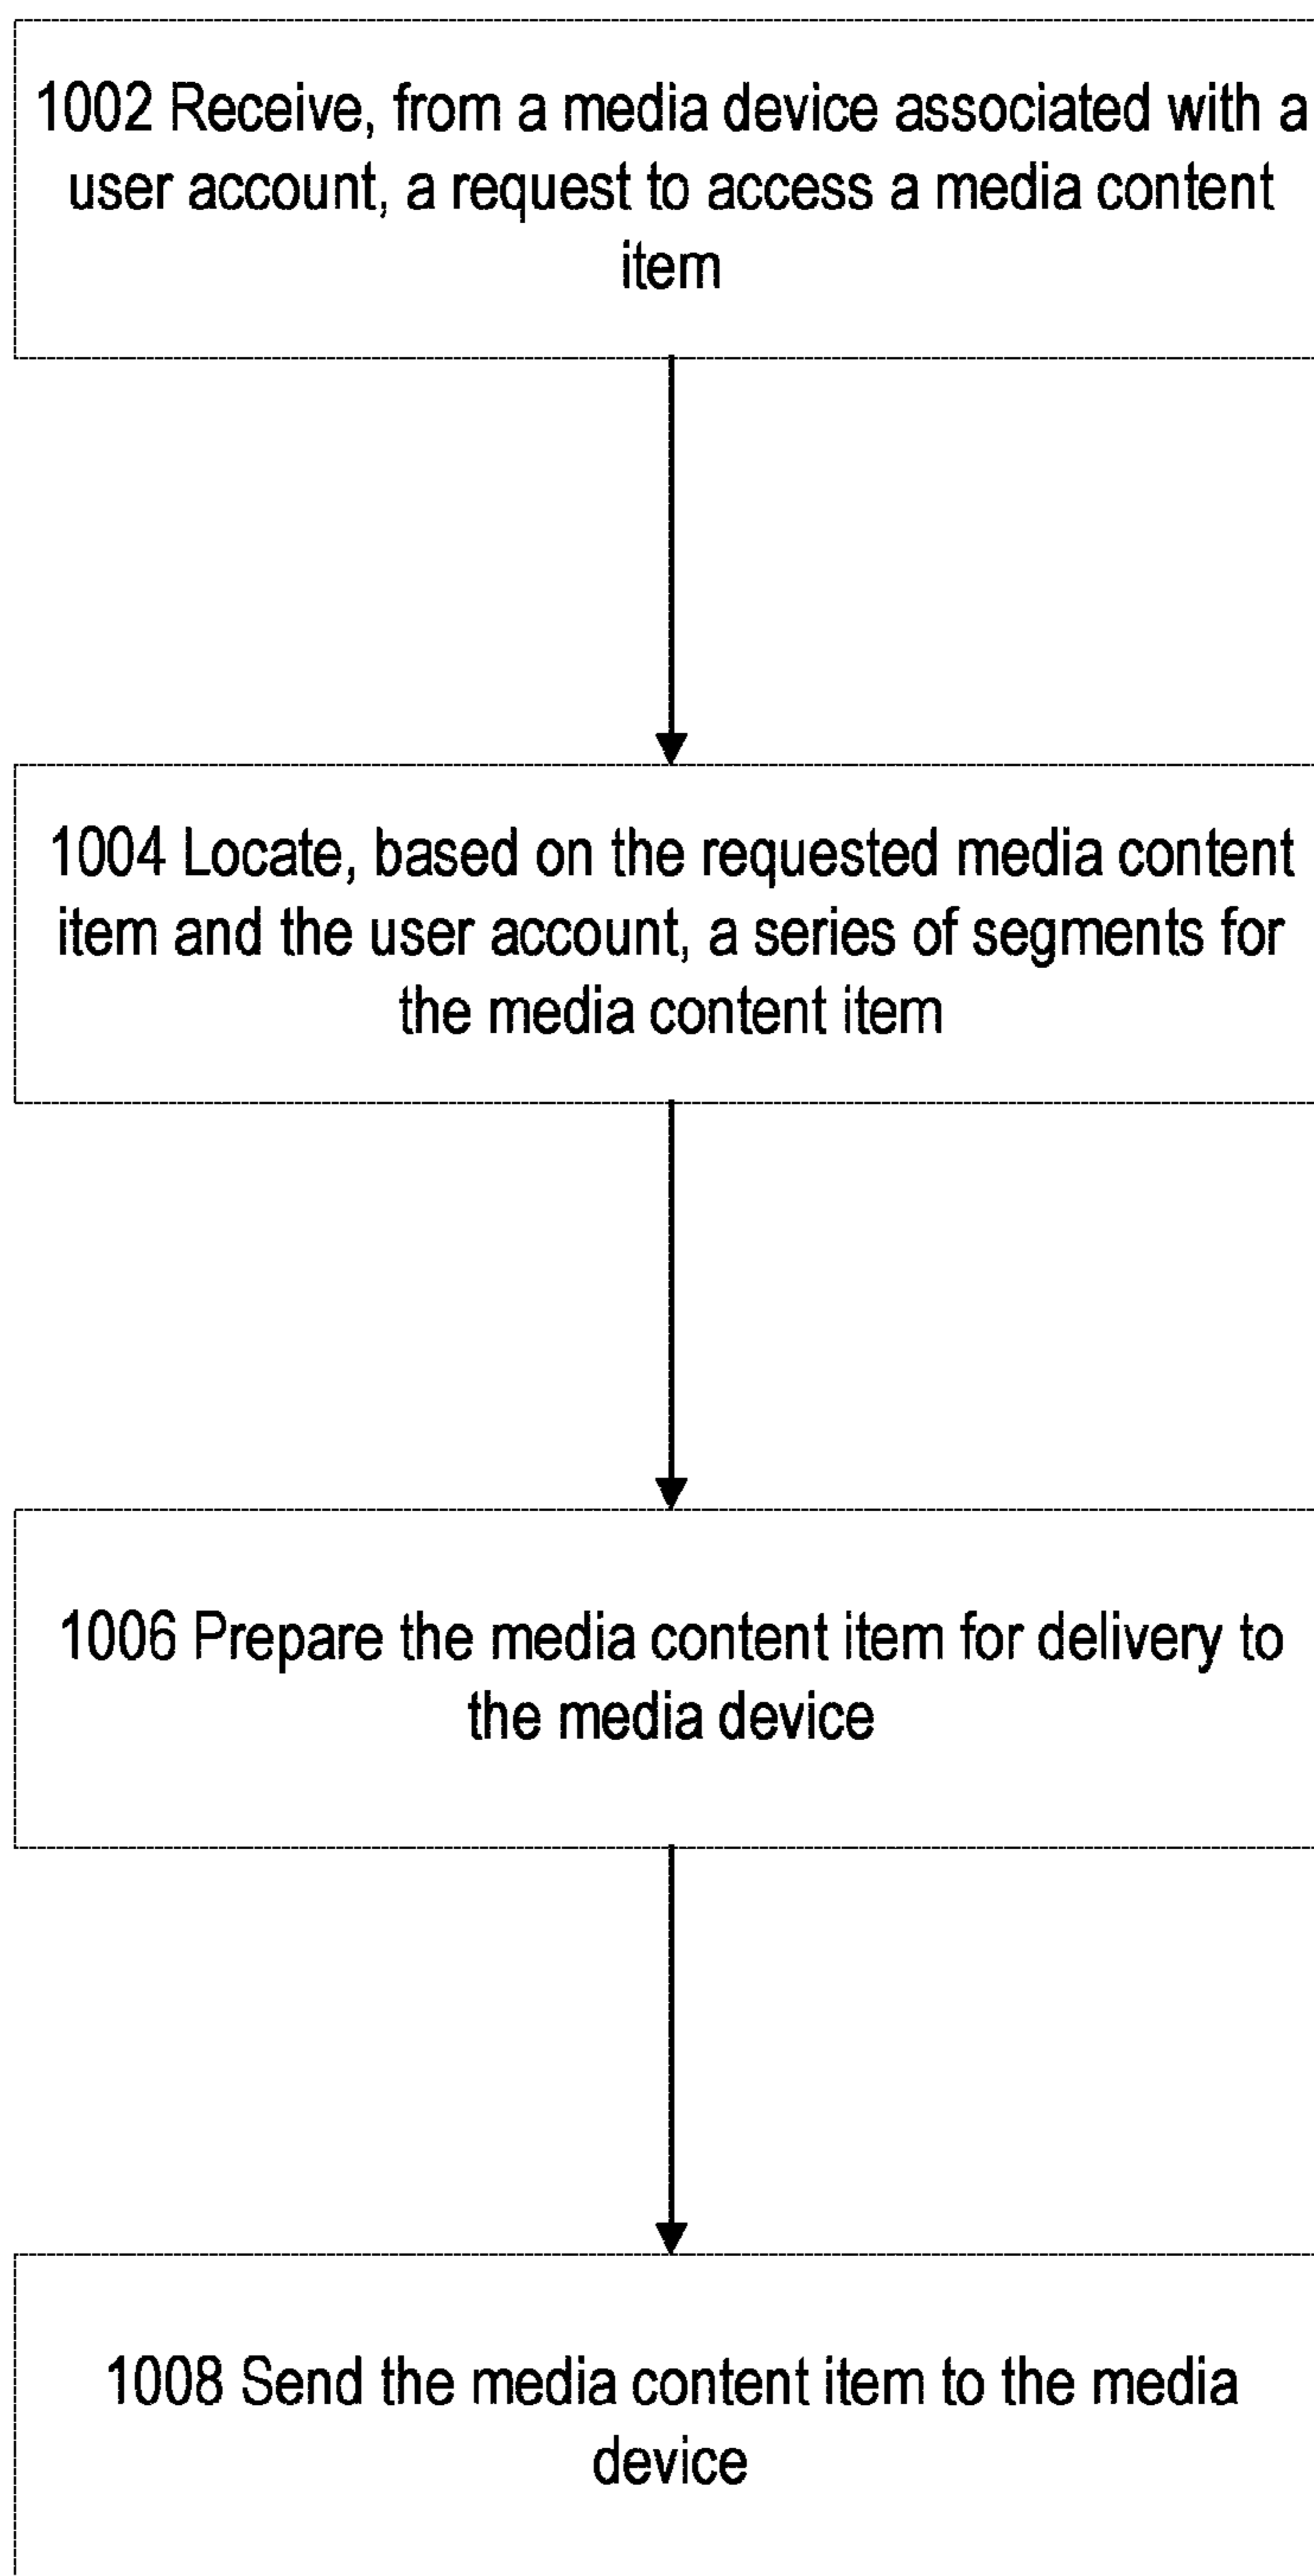 1002 Receive, from a media device associated with a
user account, a request to access a media content
item
1004 Locate, based on the requested media content
item and the user account, a series of segments for
the media content item
1006 Prepare the media content item for delivery to
the media device
1008 Send the media content item to the media
device